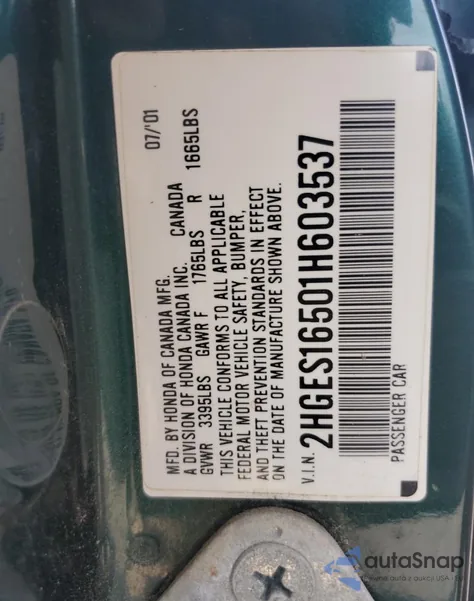 MFD. BY HONDA OF CANADA MFG. 07/'01
A DIVISION OF HONDA CANADA INC. CANADA
GVWR 3395LBS GAWR F 1765LBS R 1665LBS
THIS VEHICLE CONFORMS TO ALL APPLICABLE
FEDERAL MOTOR VEHICLE SAFETY, BUMPER,
AND THEFT PREVENTION STANDARDS IN EFFECT
ON THE DATE OF MANUFACTURE SHOWN ABOVE.
V.I.N. 2HGES16501H603537
PASSENGER CAR
autaSnap